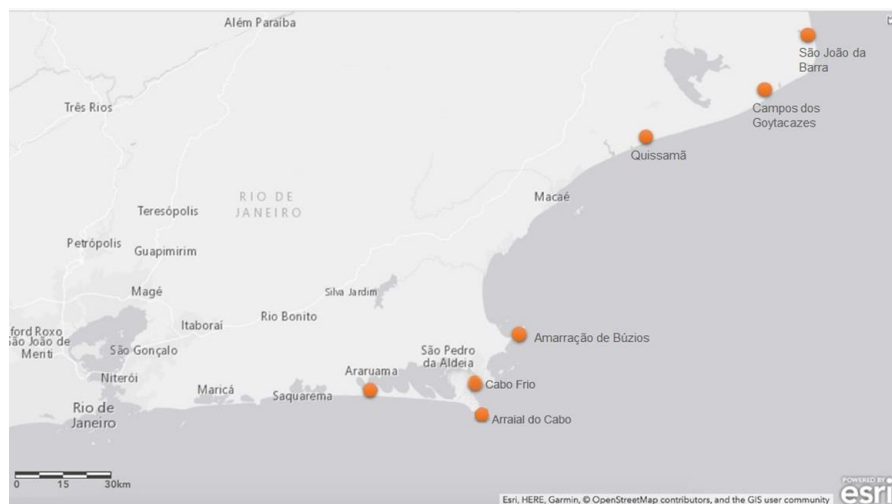 Além Paraíba
São João da
Barra
Três Rios
Campos dos
Goytacazes
Quissamã
RIO DE
JANEIRO
Macaé
Teresópolis
Petrópolis
Guapimirim
Magé
Silva Jardim
Rio Bonito
Itaboraí
ford Roxo
São João de
Meriti
São Gonçalo
Amarração de Búzios
São Pedro
da Aldeia
Araruama
Niterói
Cabo Frio
Maricá
Saquarema
Rio de
Janeiro
Arraial do Cabo
0 15 30km
POWERED BY
esri
Esri, HERE, Garmin, © OpenStreetMap contributors, and the GIS user community